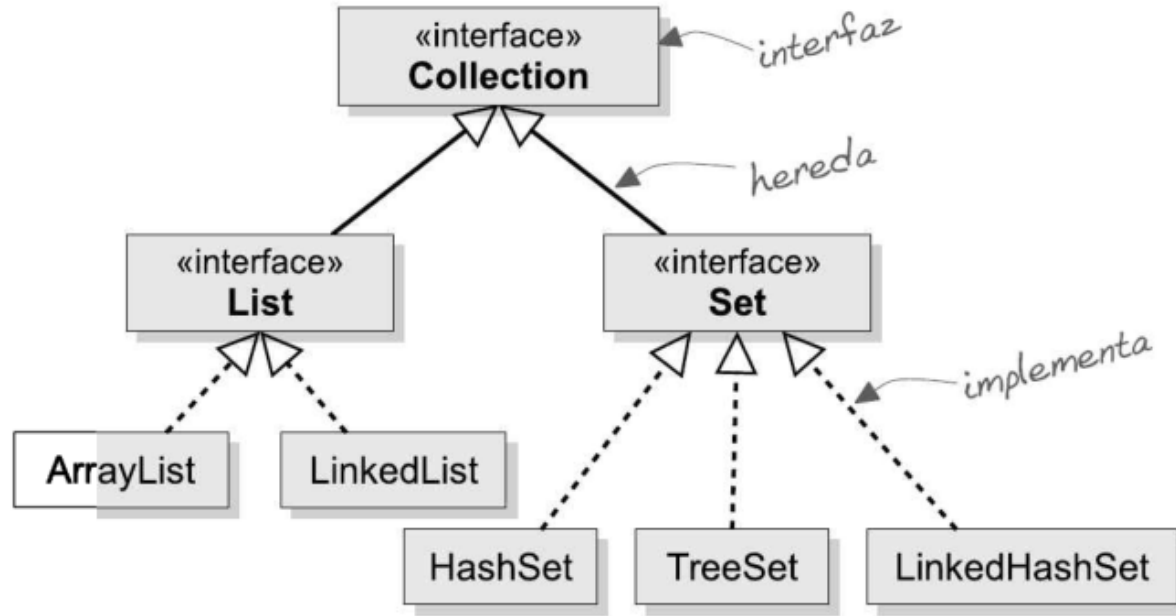 «interface»
Collection
interfaz
hereda
«interface»
List
«interface»
Set
implementa
ArrayList
LinkedList
HashSet
TreeSet
LinkedHashSet